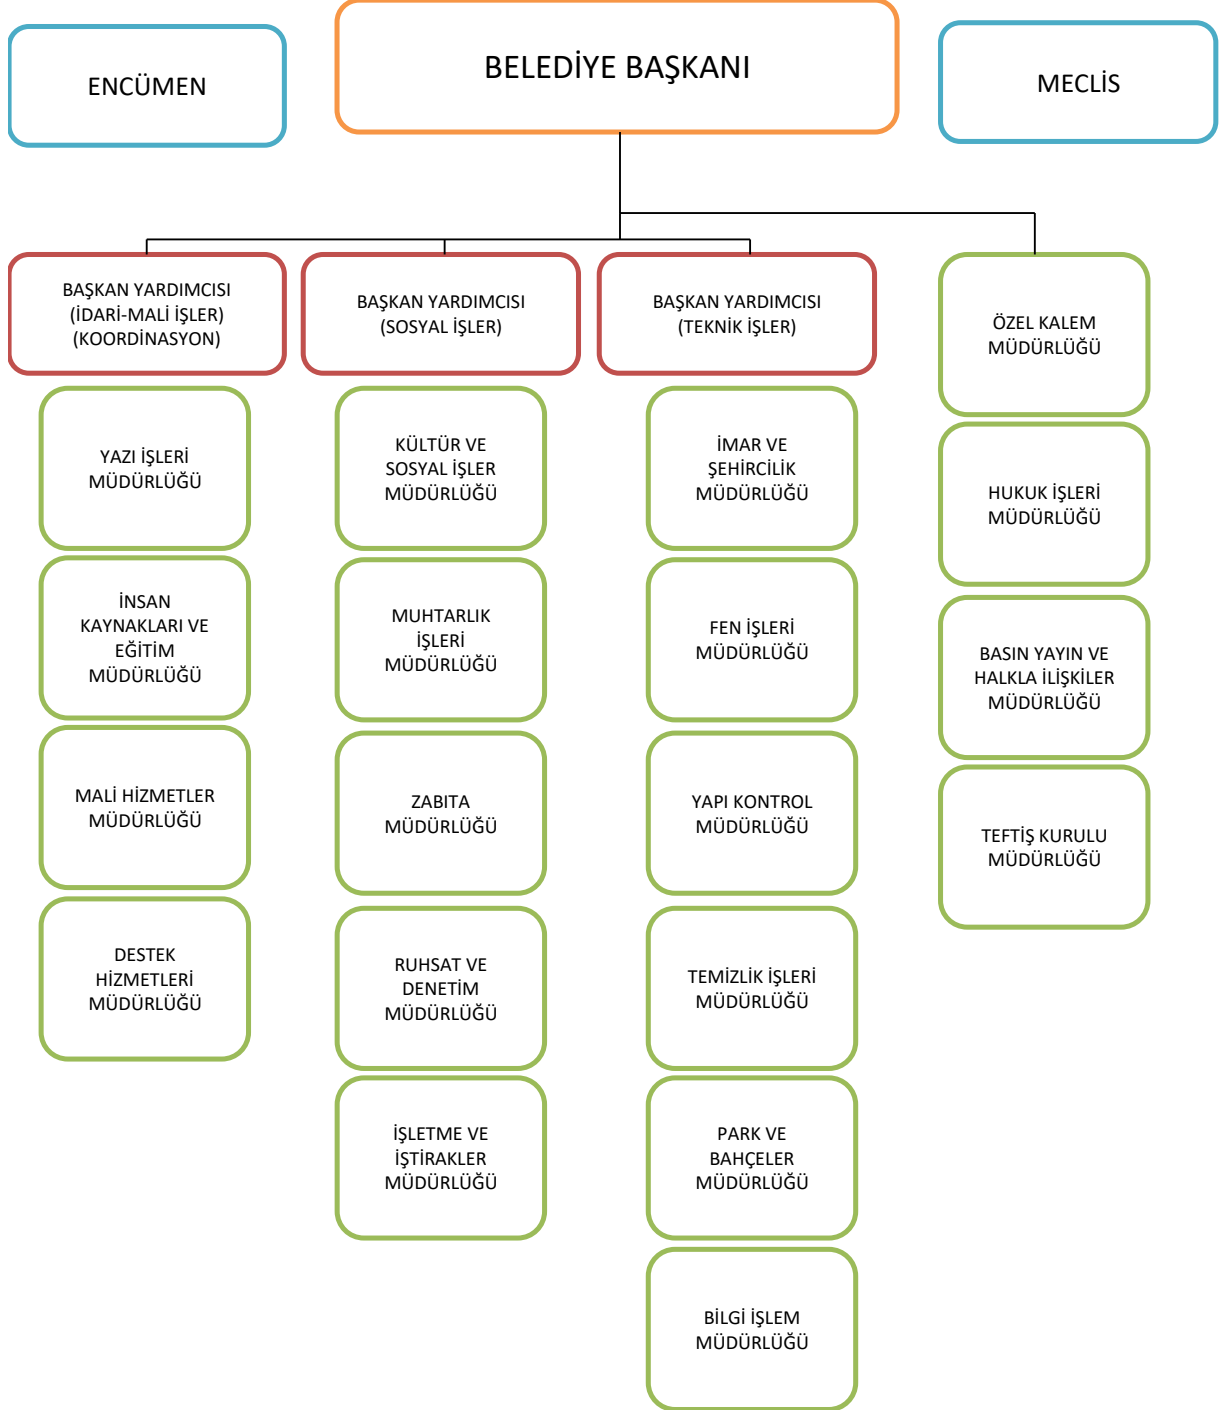 ENCÜMEN
BELEDİYE BAŞKANI
MECLİS
BAŞKAN YARDIMCISI
(İDARİ-MALİ İŞLER)
(KOORDİNASYON)
BAŞKAN YARDIMCISI
(SOSYAL İŞLER)
BAŞKAN YARDIMCISI
(TEKNİK İŞLER)
ÖZEL KALEM
MÜDÜRLÜĞÜ
YAZI İŞLERİ
MÜDÜRLÜĞÜ
İNSAN
KAYNAKLARI VE
EĞİTİM
MÜDÜRLÜĞÜ
MALİ HİZMETLER
MÜDÜRLÜĞÜ
DESTEK
HİZMETLERİ
MÜDÜRLÜĞÜ
KÜLTÜR VE
SOSYAL İŞLER
MÜDÜRLÜĞÜ
MUHTARLIK
İŞLERİ
MÜDÜRLÜĞÜ
ZABITA
MÜDÜRLÜĞÜ
RUHSAT VE
DENETİM
MÜDÜRLÜĞÜ
İŞLETME VE
İŞTİRAKLER
MÜDÜRLÜĞÜ
İMAR VE
ŞEHİRCİLİK
MÜDÜRLÜĞÜ
FEN İŞLERİ
MÜDÜRLÜĞÜ
YAPI KONTROL
MÜDÜRLÜĞÜ
TEMİZLİK İŞLERİ
MÜDÜRLÜĞÜ
PARK VE
BAHÇELER
MÜDÜRLÜĞÜ
BİLGİ İŞLEM
MÜDÜRLÜĞÜ
HUKUK İŞLERİ
MÜDÜRLÜĞÜ
BASIN YAYIN VE
HALKLA İLİŞKİLER
MÜDÜRLÜĞÜ
TEFTİŞ KURULU
MÜDÜRLÜĞÜ